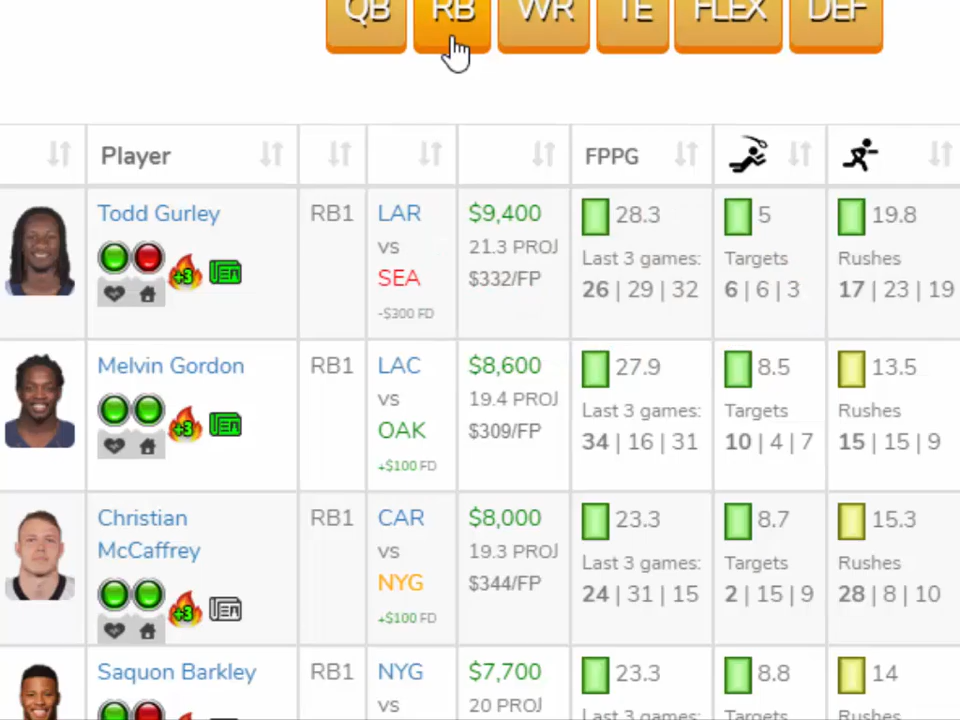 QB RB WR TE FLEX DEF
Player FPPG
Todd Gurley RB1 LAR $9,400 28.3 5 19.8
vs 21.3 PROJ Last 3 games: Targets Rushes
+3 SEA $332/FP 26 | 29 | 32 6 | 6 | 3 17 | 23 | 19
-$300 FD
Melvin Gordon RB1 LAC $8,600 27.9 8.5 13.5
vs 19.4 PROJ Last 3 games: Targets Rushes
+3 OAK $309/FP 34 | 16 | 31 10 | 4 | 7 15 | 15 | 9
+$100 FD
Christian RB1 CAR $8,000 23.3 8.7 15.3
McCaffrey vs 19.3 PROJ Last 3 games: Targets Rushes
+3 NYG $344/FP 24 | 31 | 15 2 | 15 | 9 28 | 8 | 10
+$100 FD
Saquon Barkley RB1 NYG $7,700 23.3 8.8 14
vs 20 PROJ Last 3 games: Targets Rushes